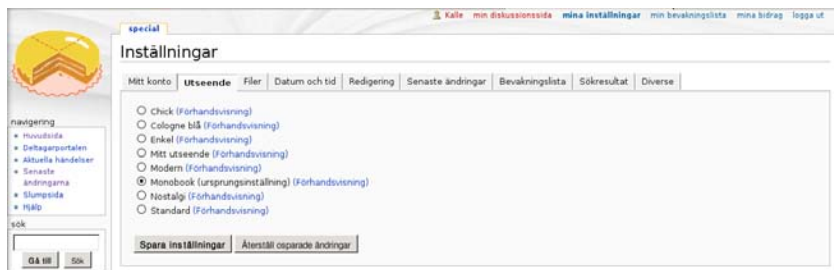 Kalle min diskussionssida mina inställningar min bevakningslista mina bidrag logga ut
special
Inställningar
Mitt konto Utseende Filer Datum och tid Redigering Senaste ändringar Bevakningslista Sökresultat Diverse
Chick (Förhandsvisning)
Cologne blå (Förhandsvisning)
Enkel (Förhandsvisning)
Mitt utseende (Förhandsvisning)
Modern (Förhandsvisning)
Monobook (ursprungsinställning) (Förhandsvisning)
Nostalgi (Förhandsvisning)
Standard (Förhandsvisning)
Spara inställningar Återställ osparade ändringar
navigering
Huvudsida
Deltagarportalen
Aktuella händelser
Senaste
ändringarna
Slumpsida
Hjälp
sök
Gå till Sök